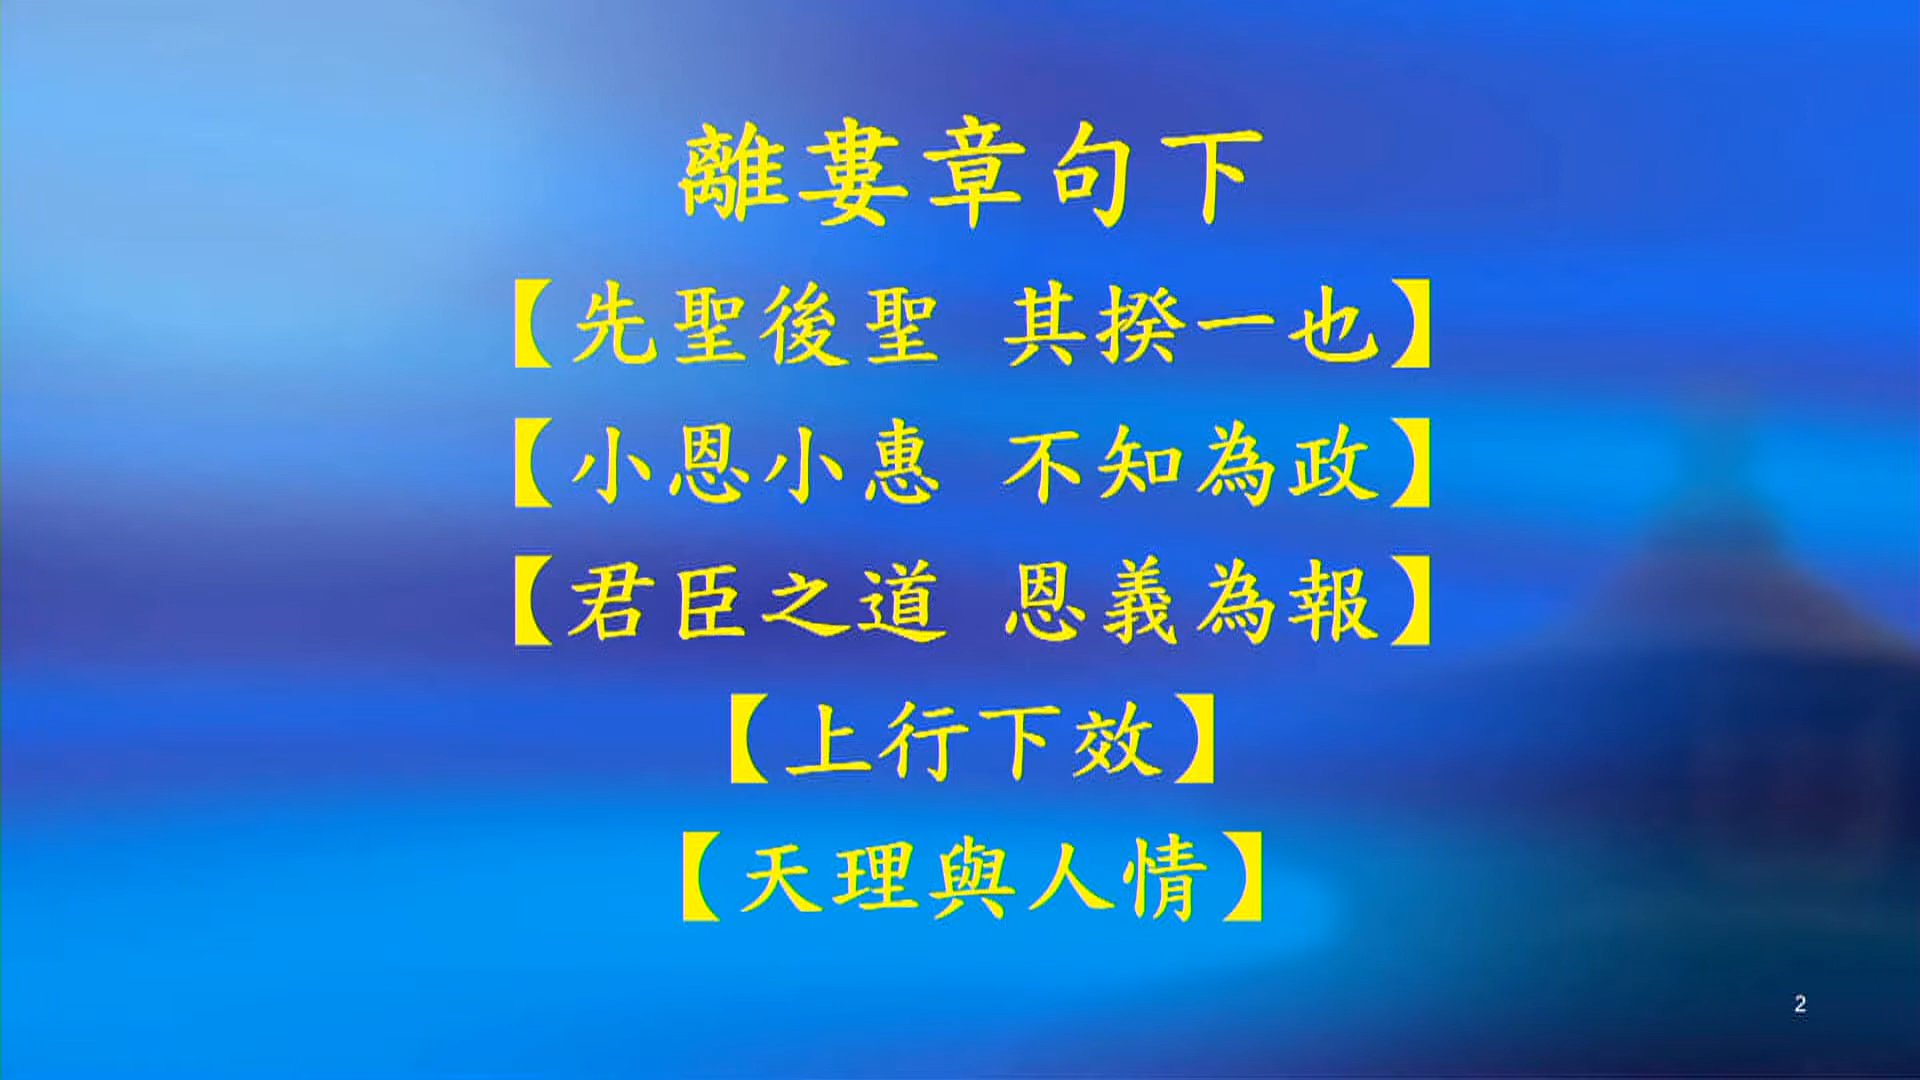 離婁章句下
【先聖後聖 其揆一也】
【小恩小惠 不知為政】
【君臣之道 恩義為報】
【上行下效】
【天理與人情】
2